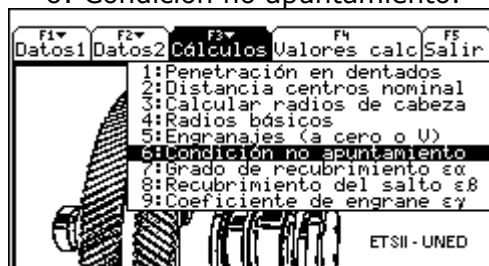 6: Condición no apuntamiento.
F1▾ F2▾ F3▾ F4 F5
Datos1 Datos2 Cálculos Valores calc Salir
1:Penetración en dentados
2:Distancia centros nominal
3:Calcular radios de cabeza
4:Radios básicos
5:Engranajes (a cero o V)
6:Condición no apuntamiento
7:Grado de recubrimiento εα
8:Recubrimiento del salto εβ
9:Coeficiente de engrane εγ
ETSII - UNED